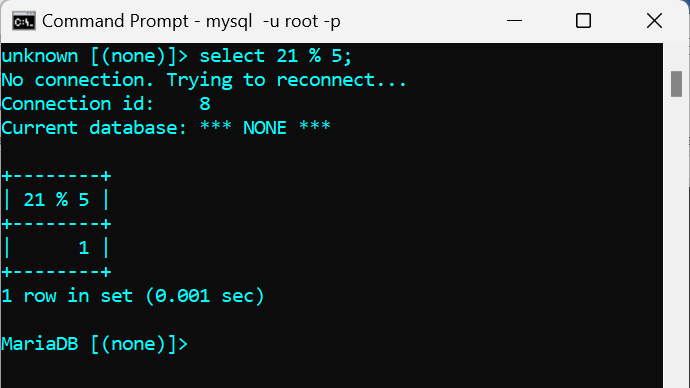 Command Prompt - mysql  -u root -p
unknown [(none)]> select 21 % 5;
No connection. Trying to reconnect...
Connection id:    8
Current database: *** NONE ***
+--------+
| 21 % 5 |
+--------+
|      1 |
+--------+
1 row in set (0.001 sec)
MariaDB [(none)]>